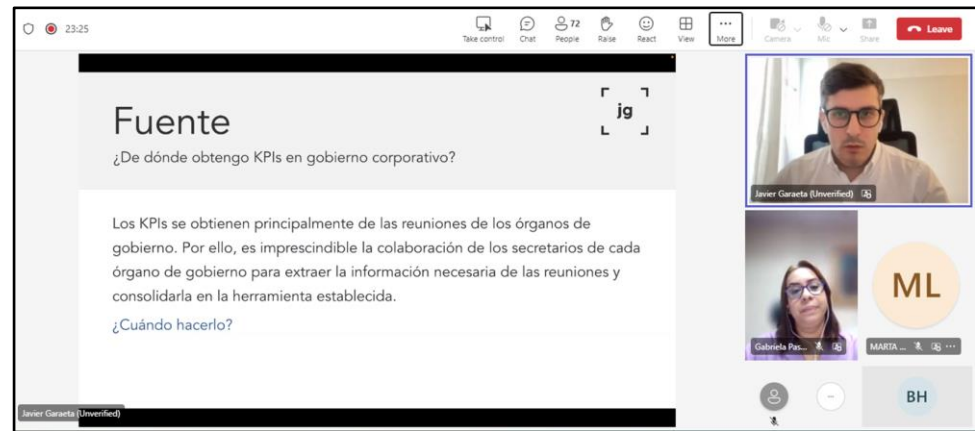 23:25
Take control
Chat
72
People
Raise
React
View
More
Camera
Mic
Share
Leave
Fuente
jg
¿De dónde obtengo KPIs en gobierno corporativo?
Los KPIs se obtienen principalmente de las reuniones de los órganos de
gobierno. Por ello, es imprescindible la colaboración de los secretarios de cada
órgano de gobierno para extraer la información necesaria de las reuniones y
consolidarla en la herramienta establecida.
¿Cuándo hacerlo?
Javier Garaeta (Unverified)
Javier Garaeta (Unverified)
Gabriela Pas...
ML
MARTA ...
BH